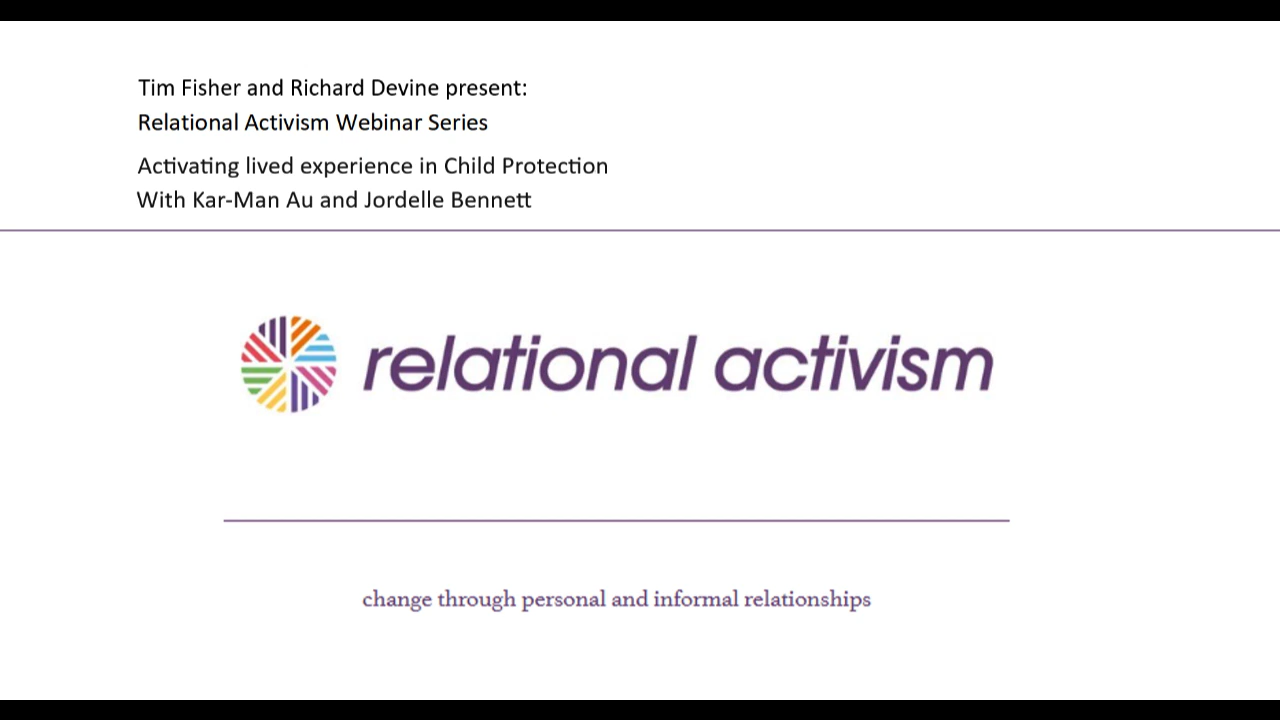 Tim Fisher and Richard Devine present:
Relational Activism Webinar Series
Activating lived experience in Child Protection
With Kar-Man Au and Jordelle Bennett
relational activism
change through personal and informal relationships